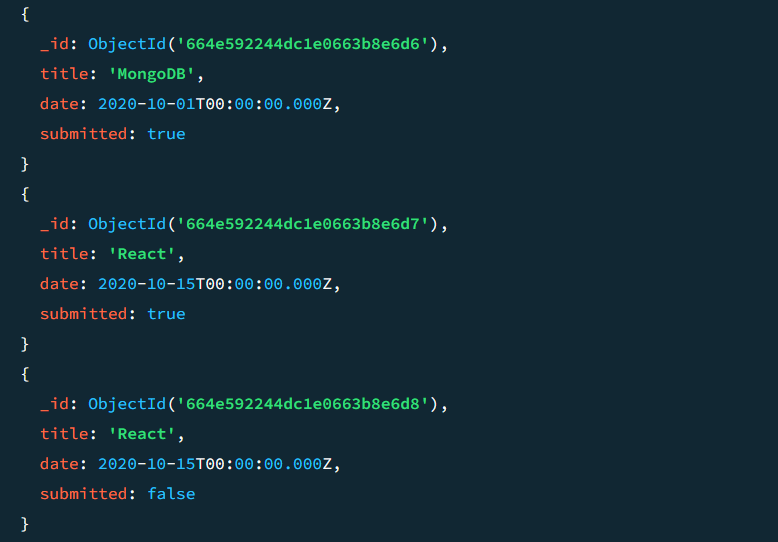 {
  _id: ObjectId('664e592244dc1e0663b8e6d6'),
  title: 'MongoDB',
  date: 2020-10-01T00:00:00.000Z,
  submitted: true
}
{
  _id: ObjectId('664e592244dc1e0663b8e6d7'),
  title: 'React',
  date: 2020-10-15T00:00:00.000Z,
  submitted: true
}
{
  _id: ObjectId('664e592244dc1e0663b8e6d8'),
  title: 'React',
  date: 2020-10-15T00:00:00.000Z,
  submitted: false
}